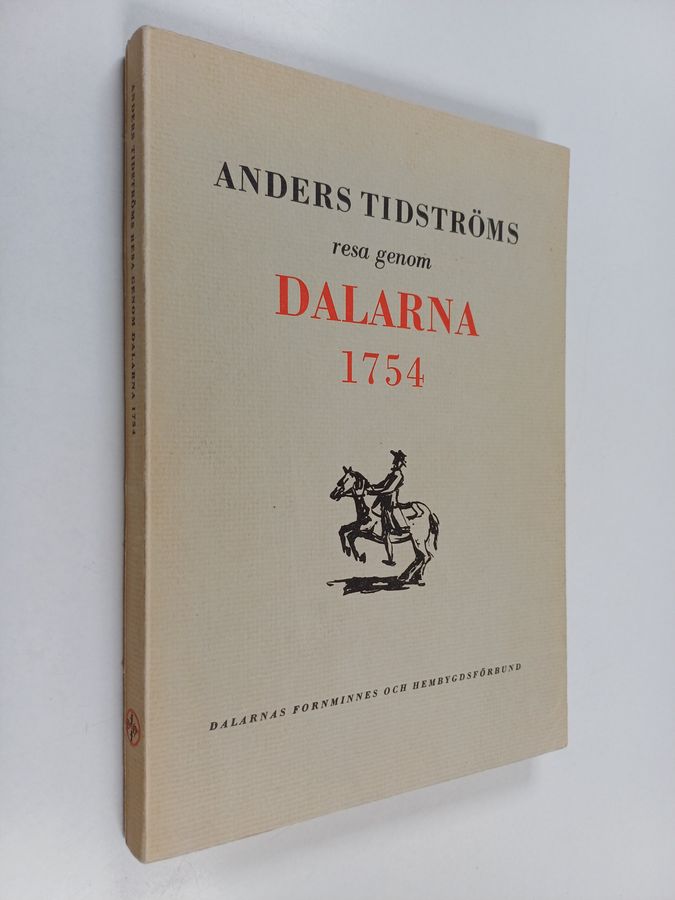 ANDERS TIDSTRÖMS
resa genom
DALARNA
1754
DALARNAS FORNMINNES OCH HEMBYGDSFÖRBUND
ANDERS TIDSTRÖMS RESA GENOM DALARNA 1754